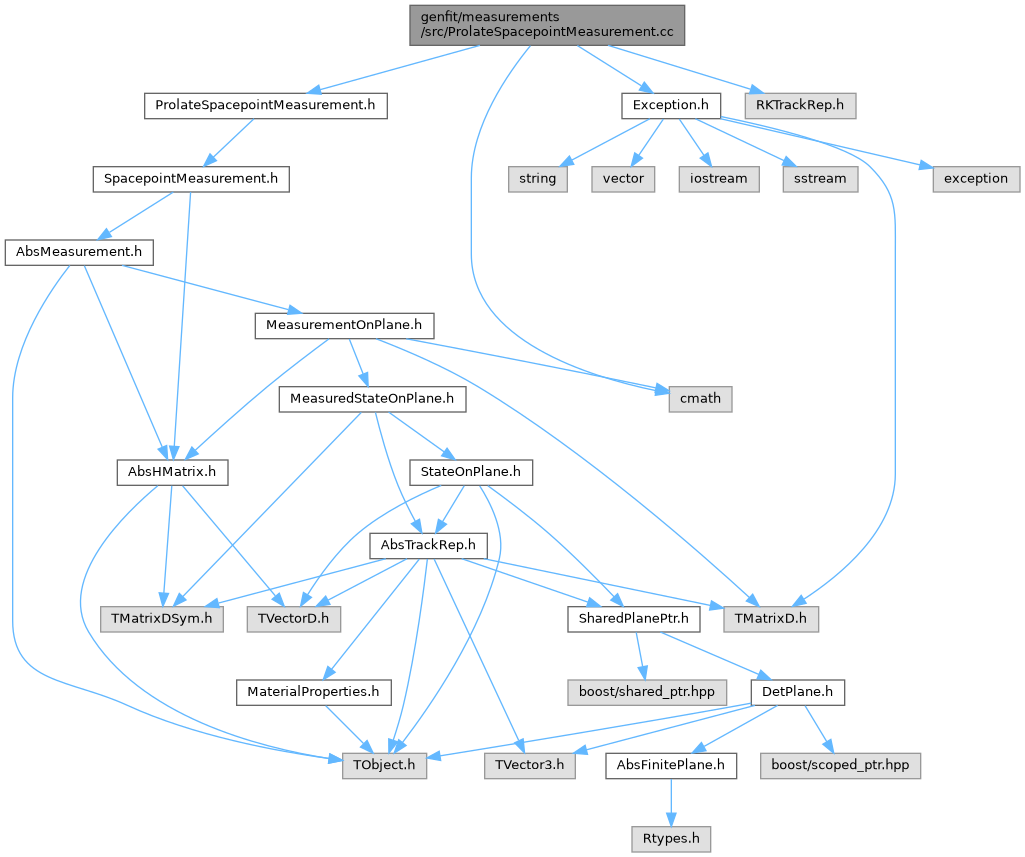 genfit/measurements
/src/ProlateSpacepointMeasurement.cc
ProlateSpacepointMeasurement.h
Exception.h
RKTrackRep.h
SpacepointMeasurement.h
string
vector
iostream
sstream
exception
AbsMeasurement.h
MeasurementOnPlane.h
MeasuredStateOnPlane.h
cmath
AbsHMatrix.h
StateOnPlane.h
AbsTrackRep.h
TMatrixDSym.h
TVectorD.h
SharedPlanePtr.h
TMatrixD.h
MaterialProperties.h
boost/shared_ptr.hpp
DetPlane.h
TObject.h
TVector3.h
AbsFinitePlane.h
boost/scoped_ptr.hpp
Rtypes.h